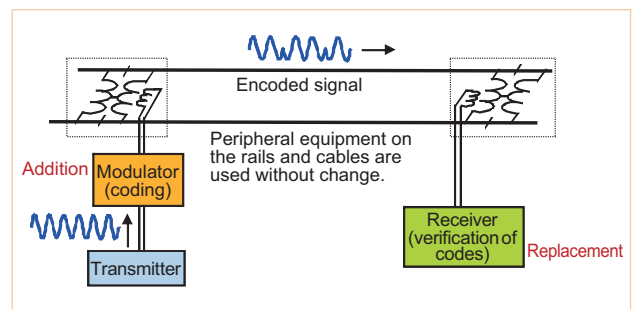 Encoded signal
Peripheral equipment on
the rails and cables are
used without change.
Addition
Modulator
(coding)
Transmitter
Receiver
(verification of
codes)
Replacement